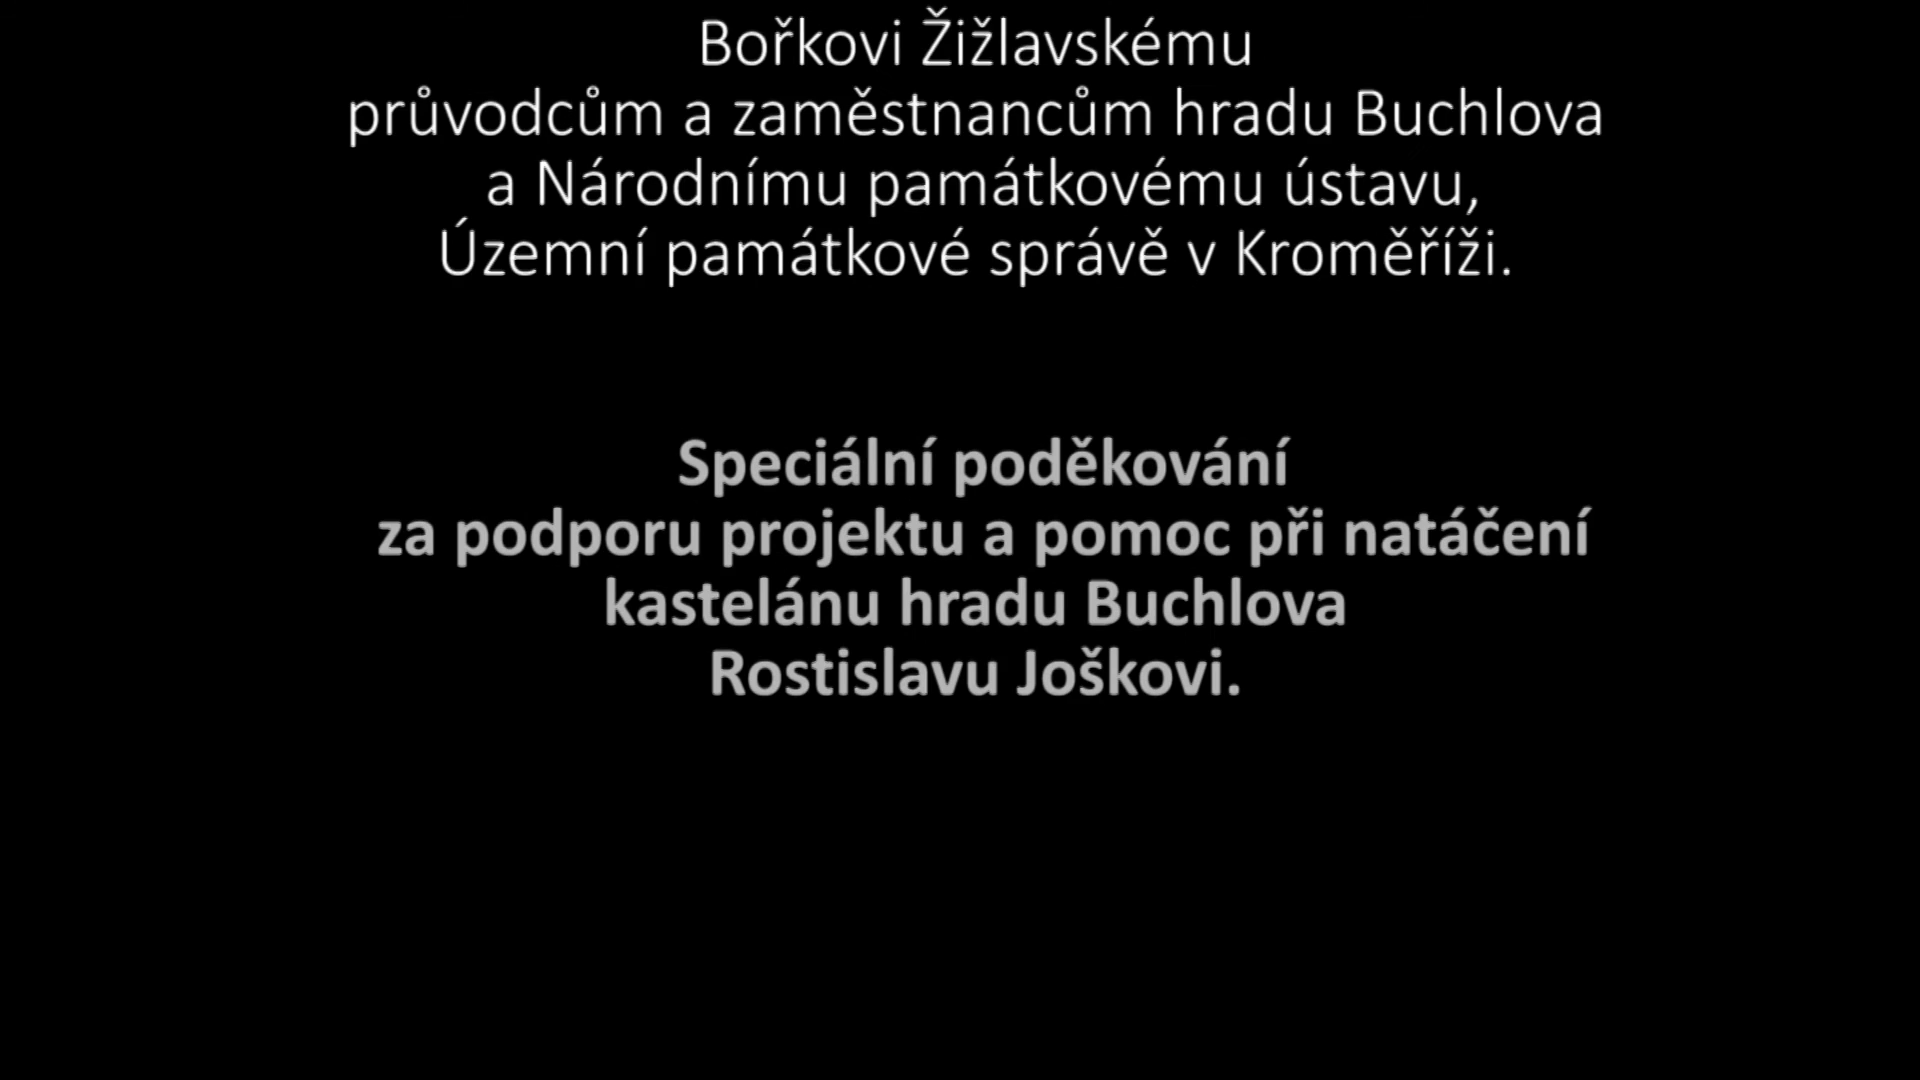 Bořkovi Žižlavskému
průvodcům a zaměstnancům hradu Buchlova
a Národnímu památkovému ústavu,
Územní památkové správě v Kroměříži.
Speciální poděkování
za podporu projektu a pomoc při natáčení
kastelánu hradu Buchlova
Rostislavu Joškovi.